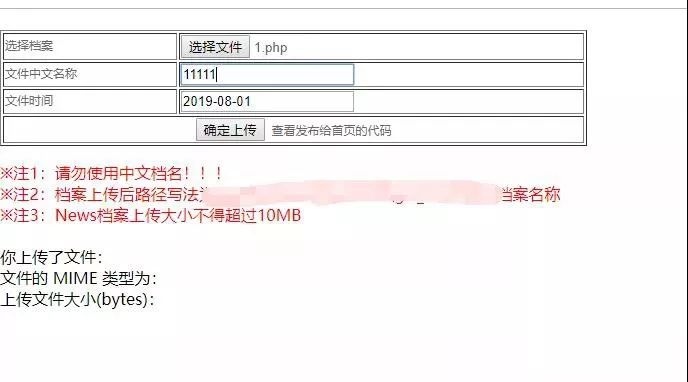 选择档案 选择文件 1.php
文件中文名称 11111
文件时间 2019-08-01
确定上传 查看发布给首页的代码
※注1：请勿使用中文档名！！！
※注2：档案上传后路径写法 档案名称
※注3：News档案上传大小不得超过10MB
你上传了文件：
文件的 MIME 类型为：
上传文件大小(bytes)：